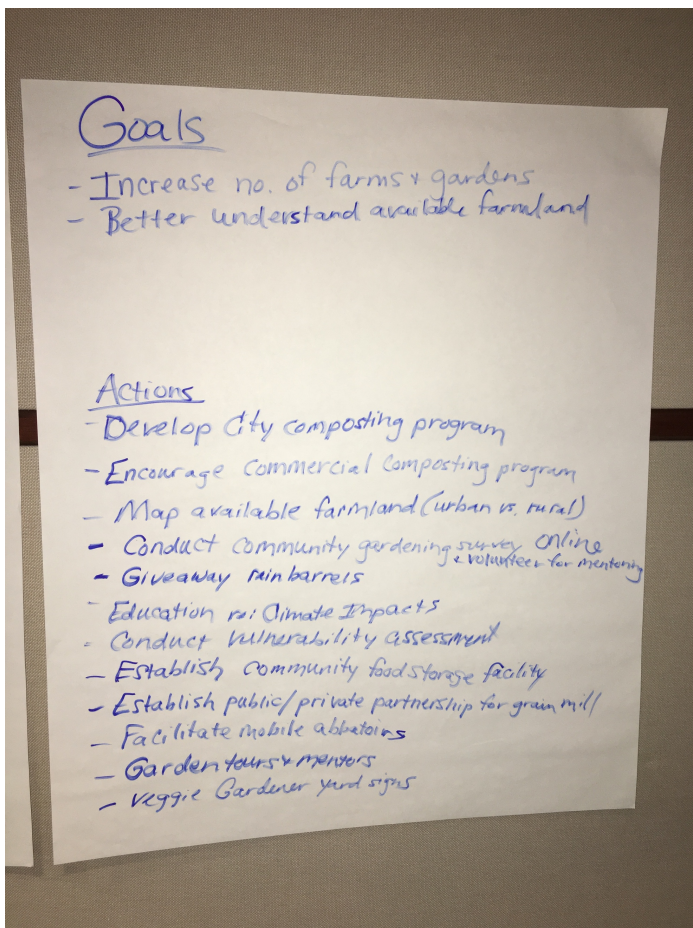 Goals
- Increase no. of farms & gardens
- Better understand available farmland
Actions
- Develop City composting program
- Encourage commercial composting program
- Map available farmland (urban vs. rural)
- Conduct community gardening survey online
+ volunteer for mentoring
- Giveaway rain barrels
- Education re: Climate Impacts
- Conduct vulnerability assessment
- Establish community food storage facility
- Establish public/private partnership for grain mill
- Facilitate mobile abbatoirs
- Garden tours & mentors
- Veggie Gardener yard signs